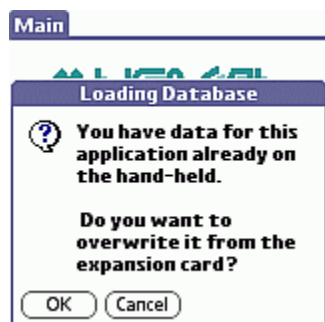 Main
Loading Database
You have data for this
application already on
the hand-held.
Do you want to
overwrite it from the
expansion card?
OK Cancel